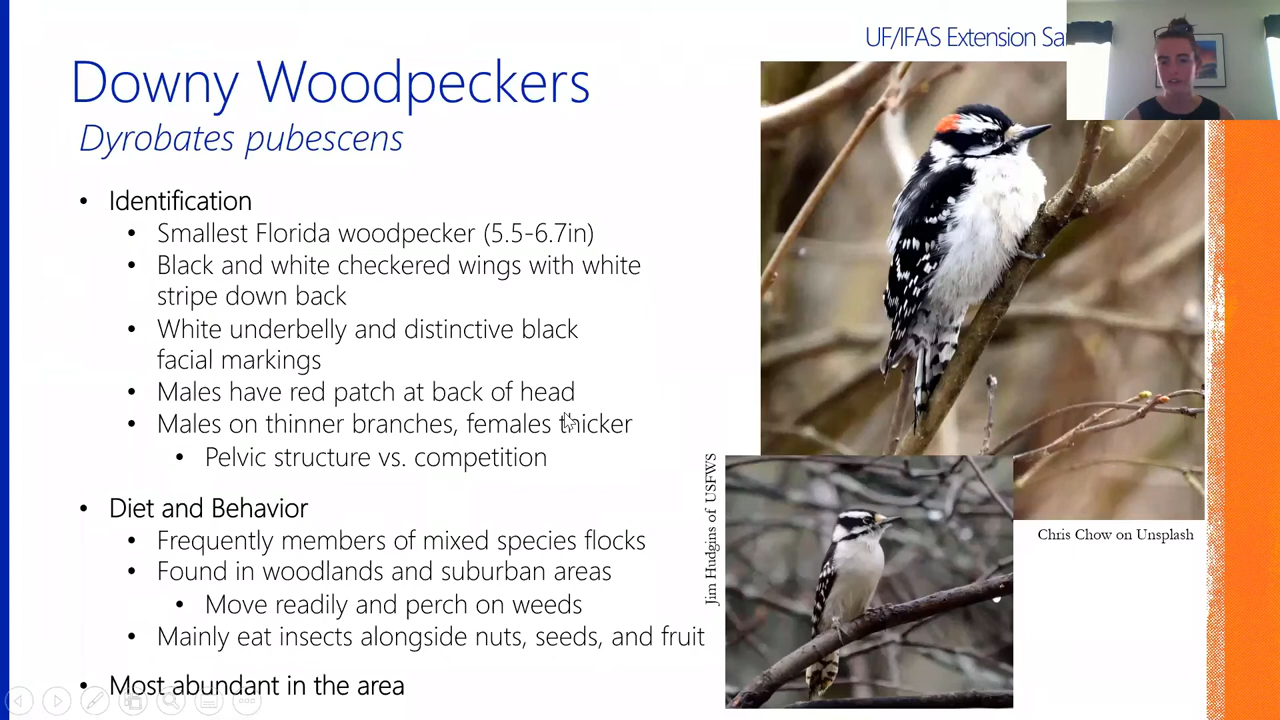 UF/IFAS Extension
Downy Woodpeckers
Dyrobates pubescens
• Identification
• Smallest Florida woodpecker (5.5-6.7in)
• Black and white checkered wings with white
stripe down back
• White underbelly and distinctive black
facial markings
• Males have red patch at back of head
• Males on thinner branches, females thicker
• Pelvic structure vs. competition
• Diet and Behavior
• Frequently members of mixed species flocks
• Found in woodlands and suburban areas
• Move readily and perch on weeds
• Mainly eat insects alongside nuts, seeds, and fruit
• Most abundant in the area
Jim Hudgins of USFWS
Chris Chow on Unsplash